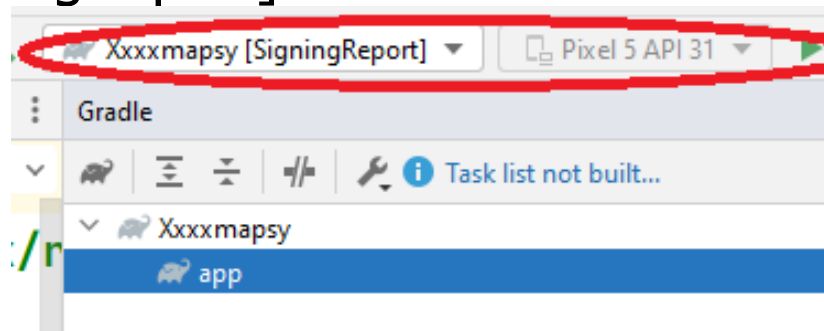 Xxxxmapsy [SigningReport] Pixel 5 API 31
Gradle
Task list not built...
Xxxxmapsy
app